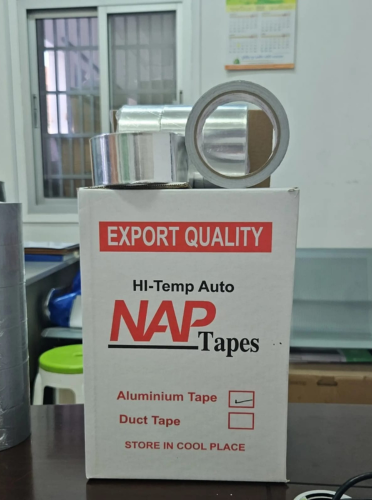 EXPORT QUALITY
HI-Temp Auto
NAP
Tapes
Aluminium Tape
Duct Tape
STORE IN COOL PLACE